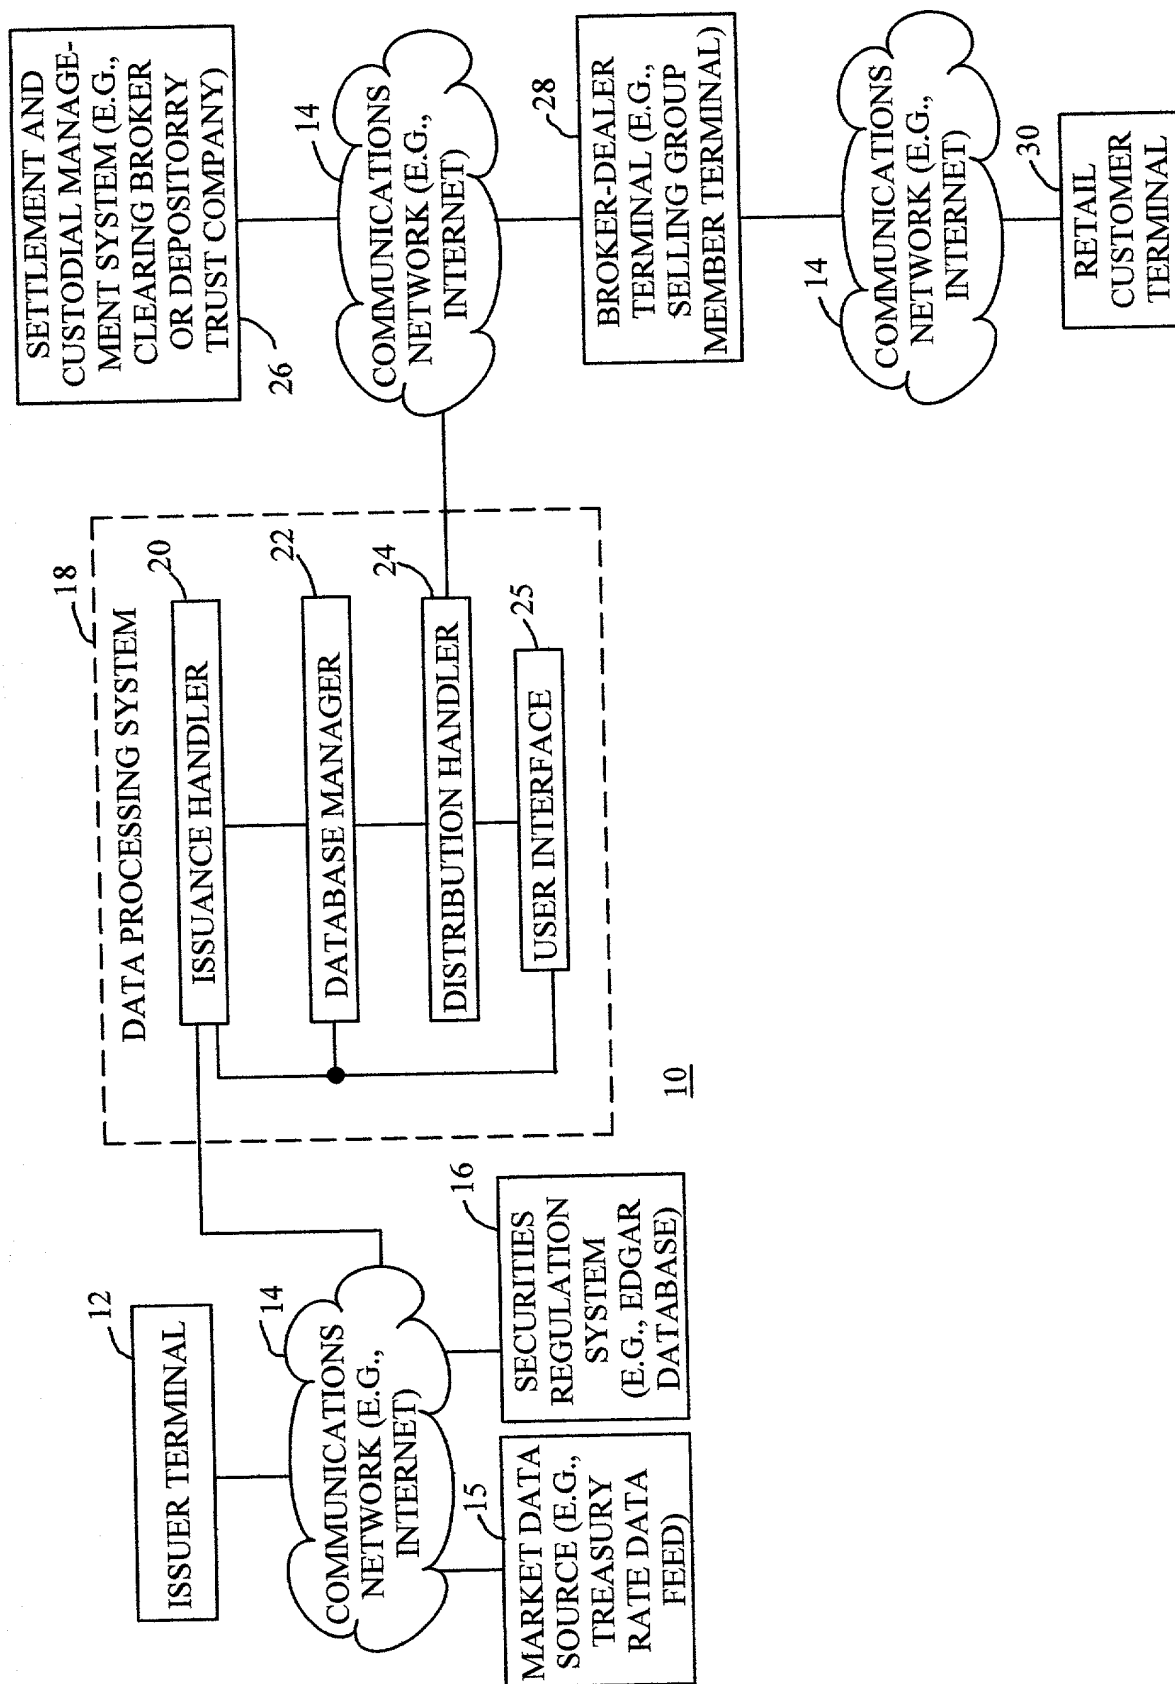 12
ISSUER TERMINAL
14
COMMUNICATIONS
NETWORK (E.G.,
INTERNET)
15
MARKET DATA
SOURCE (E.G.,
TREASURY
RATE DATA
FEED)
16
SECURITIES
REGULATION
SYSTEM
(E.G., EDGAR
DATABASE)
18
DATA PROCESSING SYSTEM
20
ISSUANCE HANDLER
22
DATABASE MANAGER
24
DISTRIBUTION HANDLER
25
USER INTERFACE
10
SETTLEMENT AND
CUSTODIAL MANAGE-
MENT SYSTEM (E.G.,
CLEARING BROKER
OR DEPOSITORRY
TRUST COMPANY)
26
14
COMMUNICATIONS
NETWORK (E.G.,
INTERNET)
28
BROKER-DEALER
TERMINAL (E.G.,
SELLING GROUP
MEMBER TERMINAL)
14
COMMUNICATIONS
NETWORK (E.G.,
INTERNET)
30
RETAIL
CUSTOMER
TERMINAL